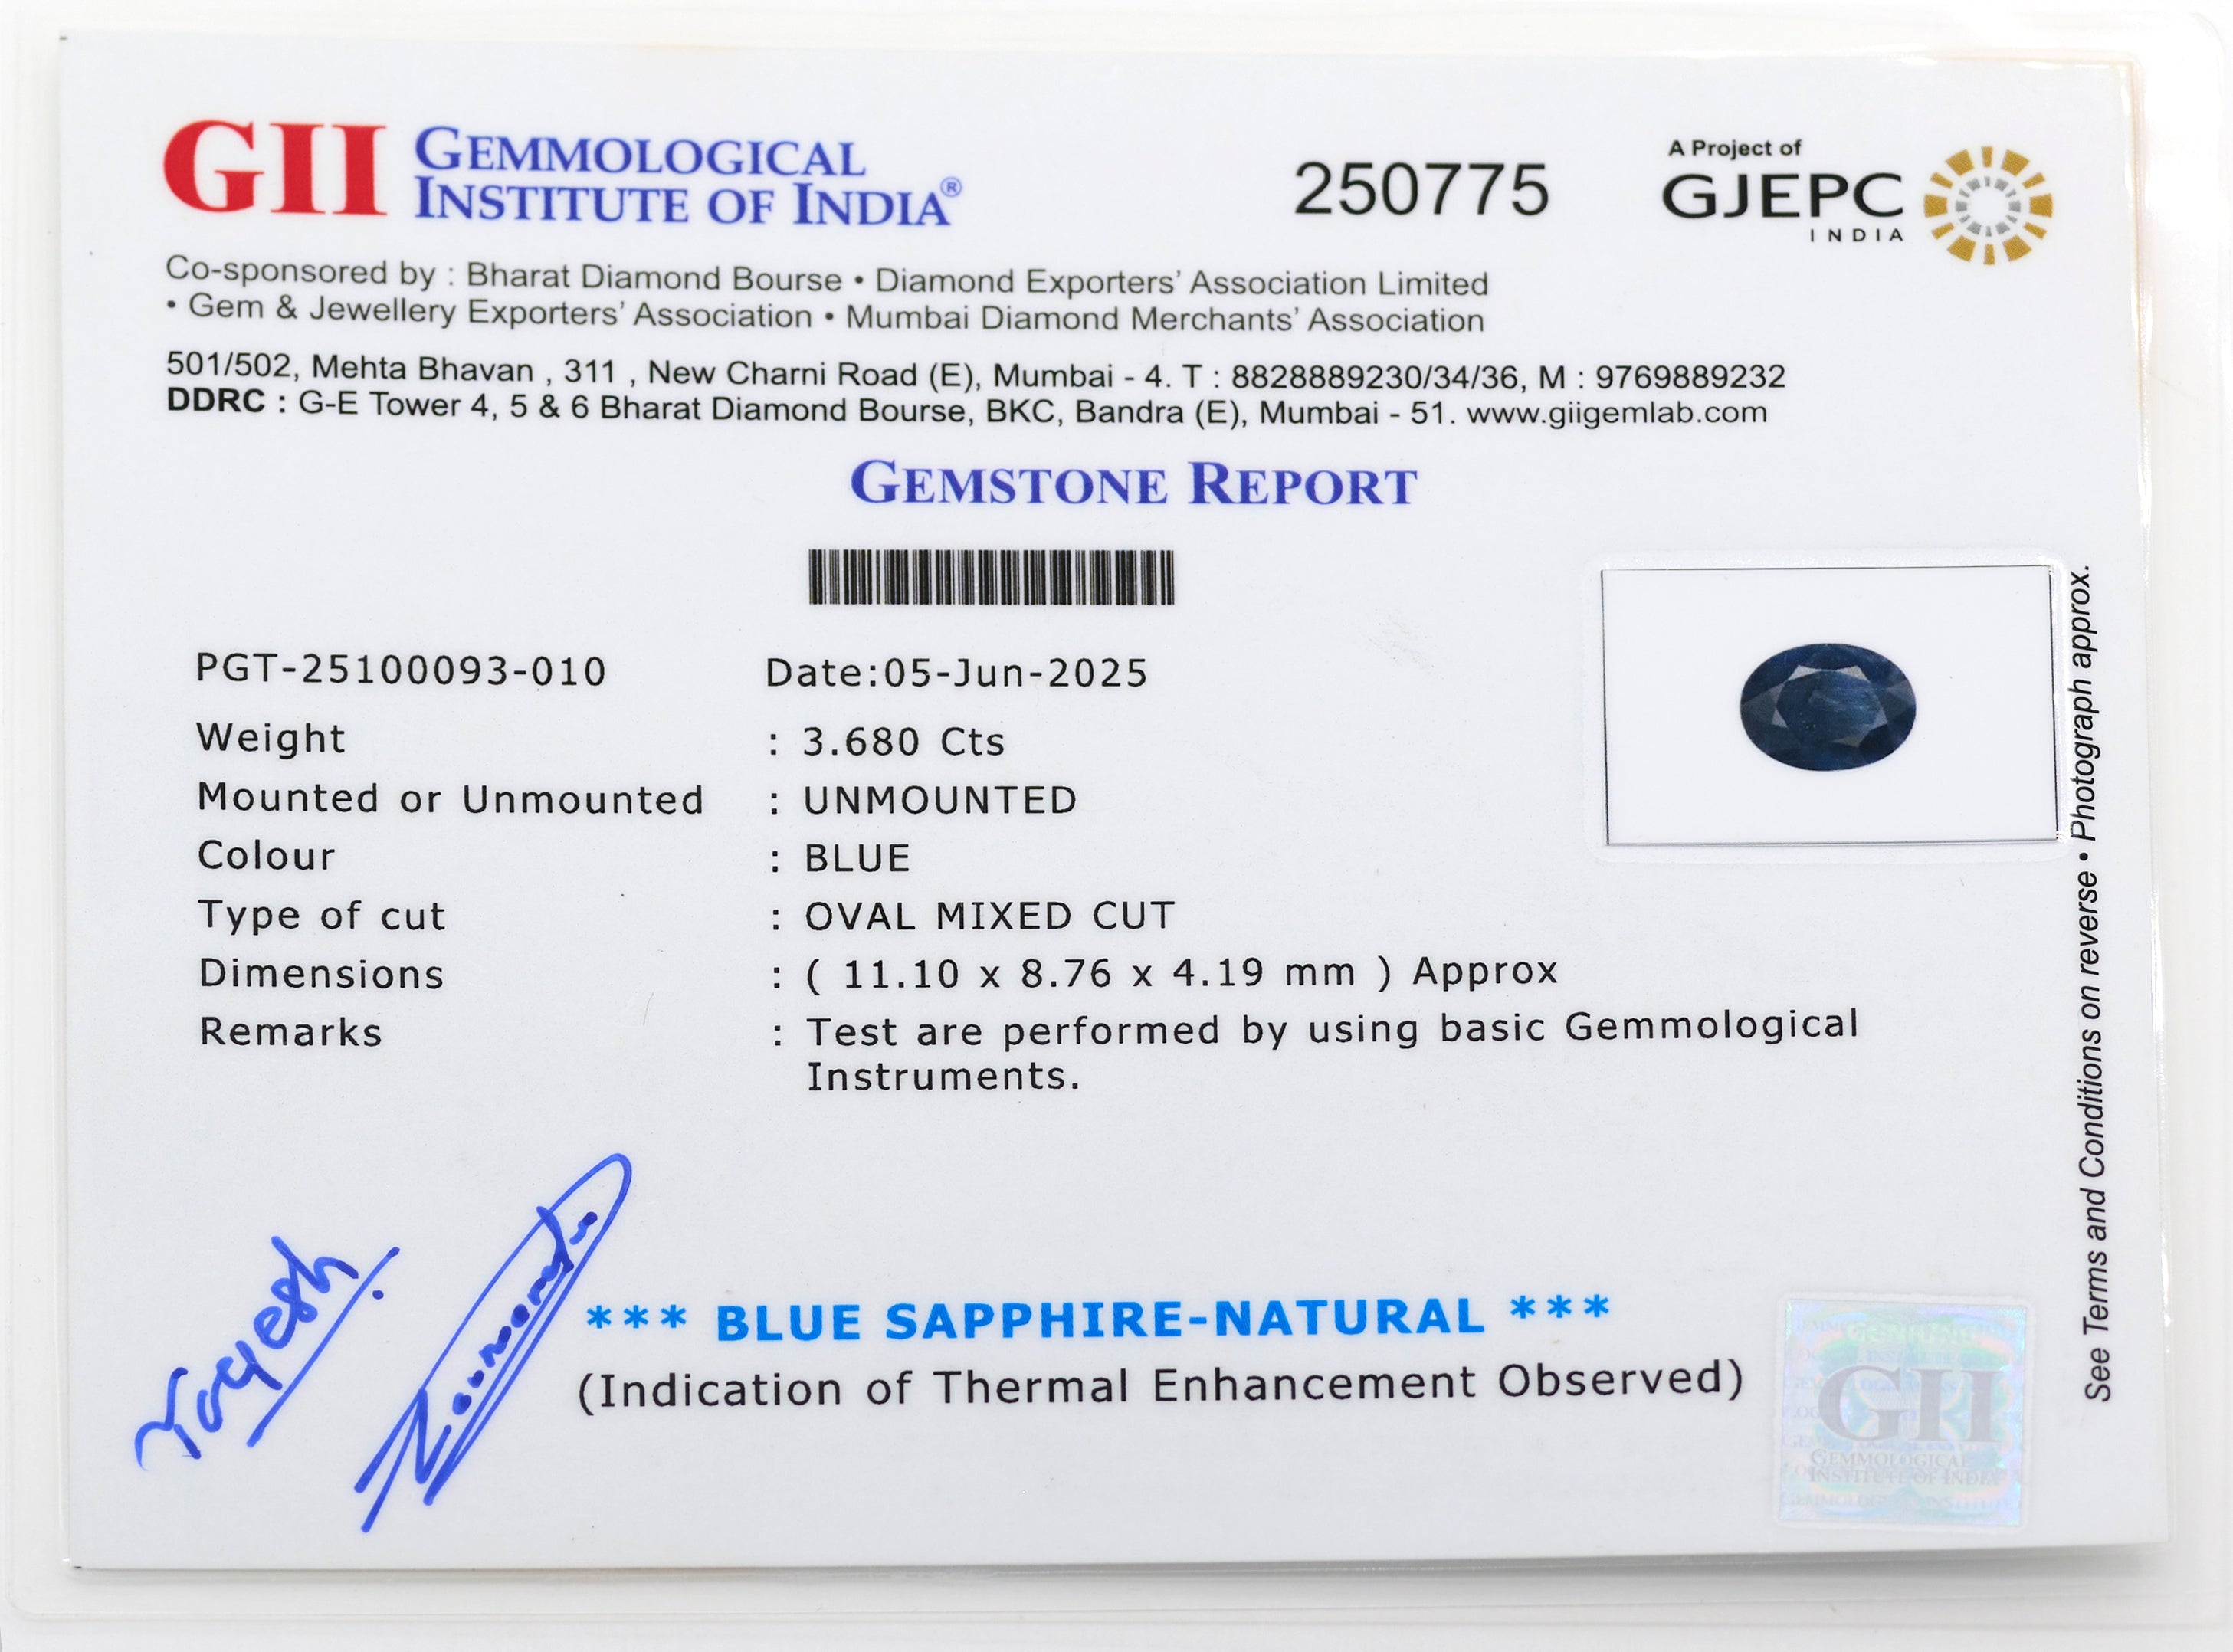 GII GEMMOLOGICAL
INSTITUTE OF INDIA®
250775
A Project of
GJEPC
INDIA
Co-sponsored by : Bharat Diamond Bourse • Diamond Exporters' Association Limited
• Gem & Jewellery Exporters' Association • Mumbai Diamond Merchants' Association
501/502, Mehta Bhavan , 311 , New Charni Road (E), Mumbai - 4. T : 8828889230/34/36, M : 9769889232
DDRC : G-E Tower 4, 5 & 6 Bharat Diamond Bourse, BKC, Bandra (E), Mumbai - 51. www.giigemlab.com
GEMSTONE REPORT
PGT-25100093-010 Date:05-Jun-2025
Weight : 3.680 Cts
Mounted or Unmounted : UNMOUNTED
Colour : BLUE
Type of cut : OVAL MIXED CUT
Dimensions : ( 11.10 x 8.76 x 4.19 mm ) Approx
Remarks : Test are performed by using basic Gemmological
Instruments.
Yogesh
*** BLUE SAPPHIRE-NATURAL ***
(Indication of Thermal Enhancement Observed)
GII
GEMMOLOGICAL
INSTITUTE OF INDIA
See Terms and Conditions on reverse • Photograph approx.